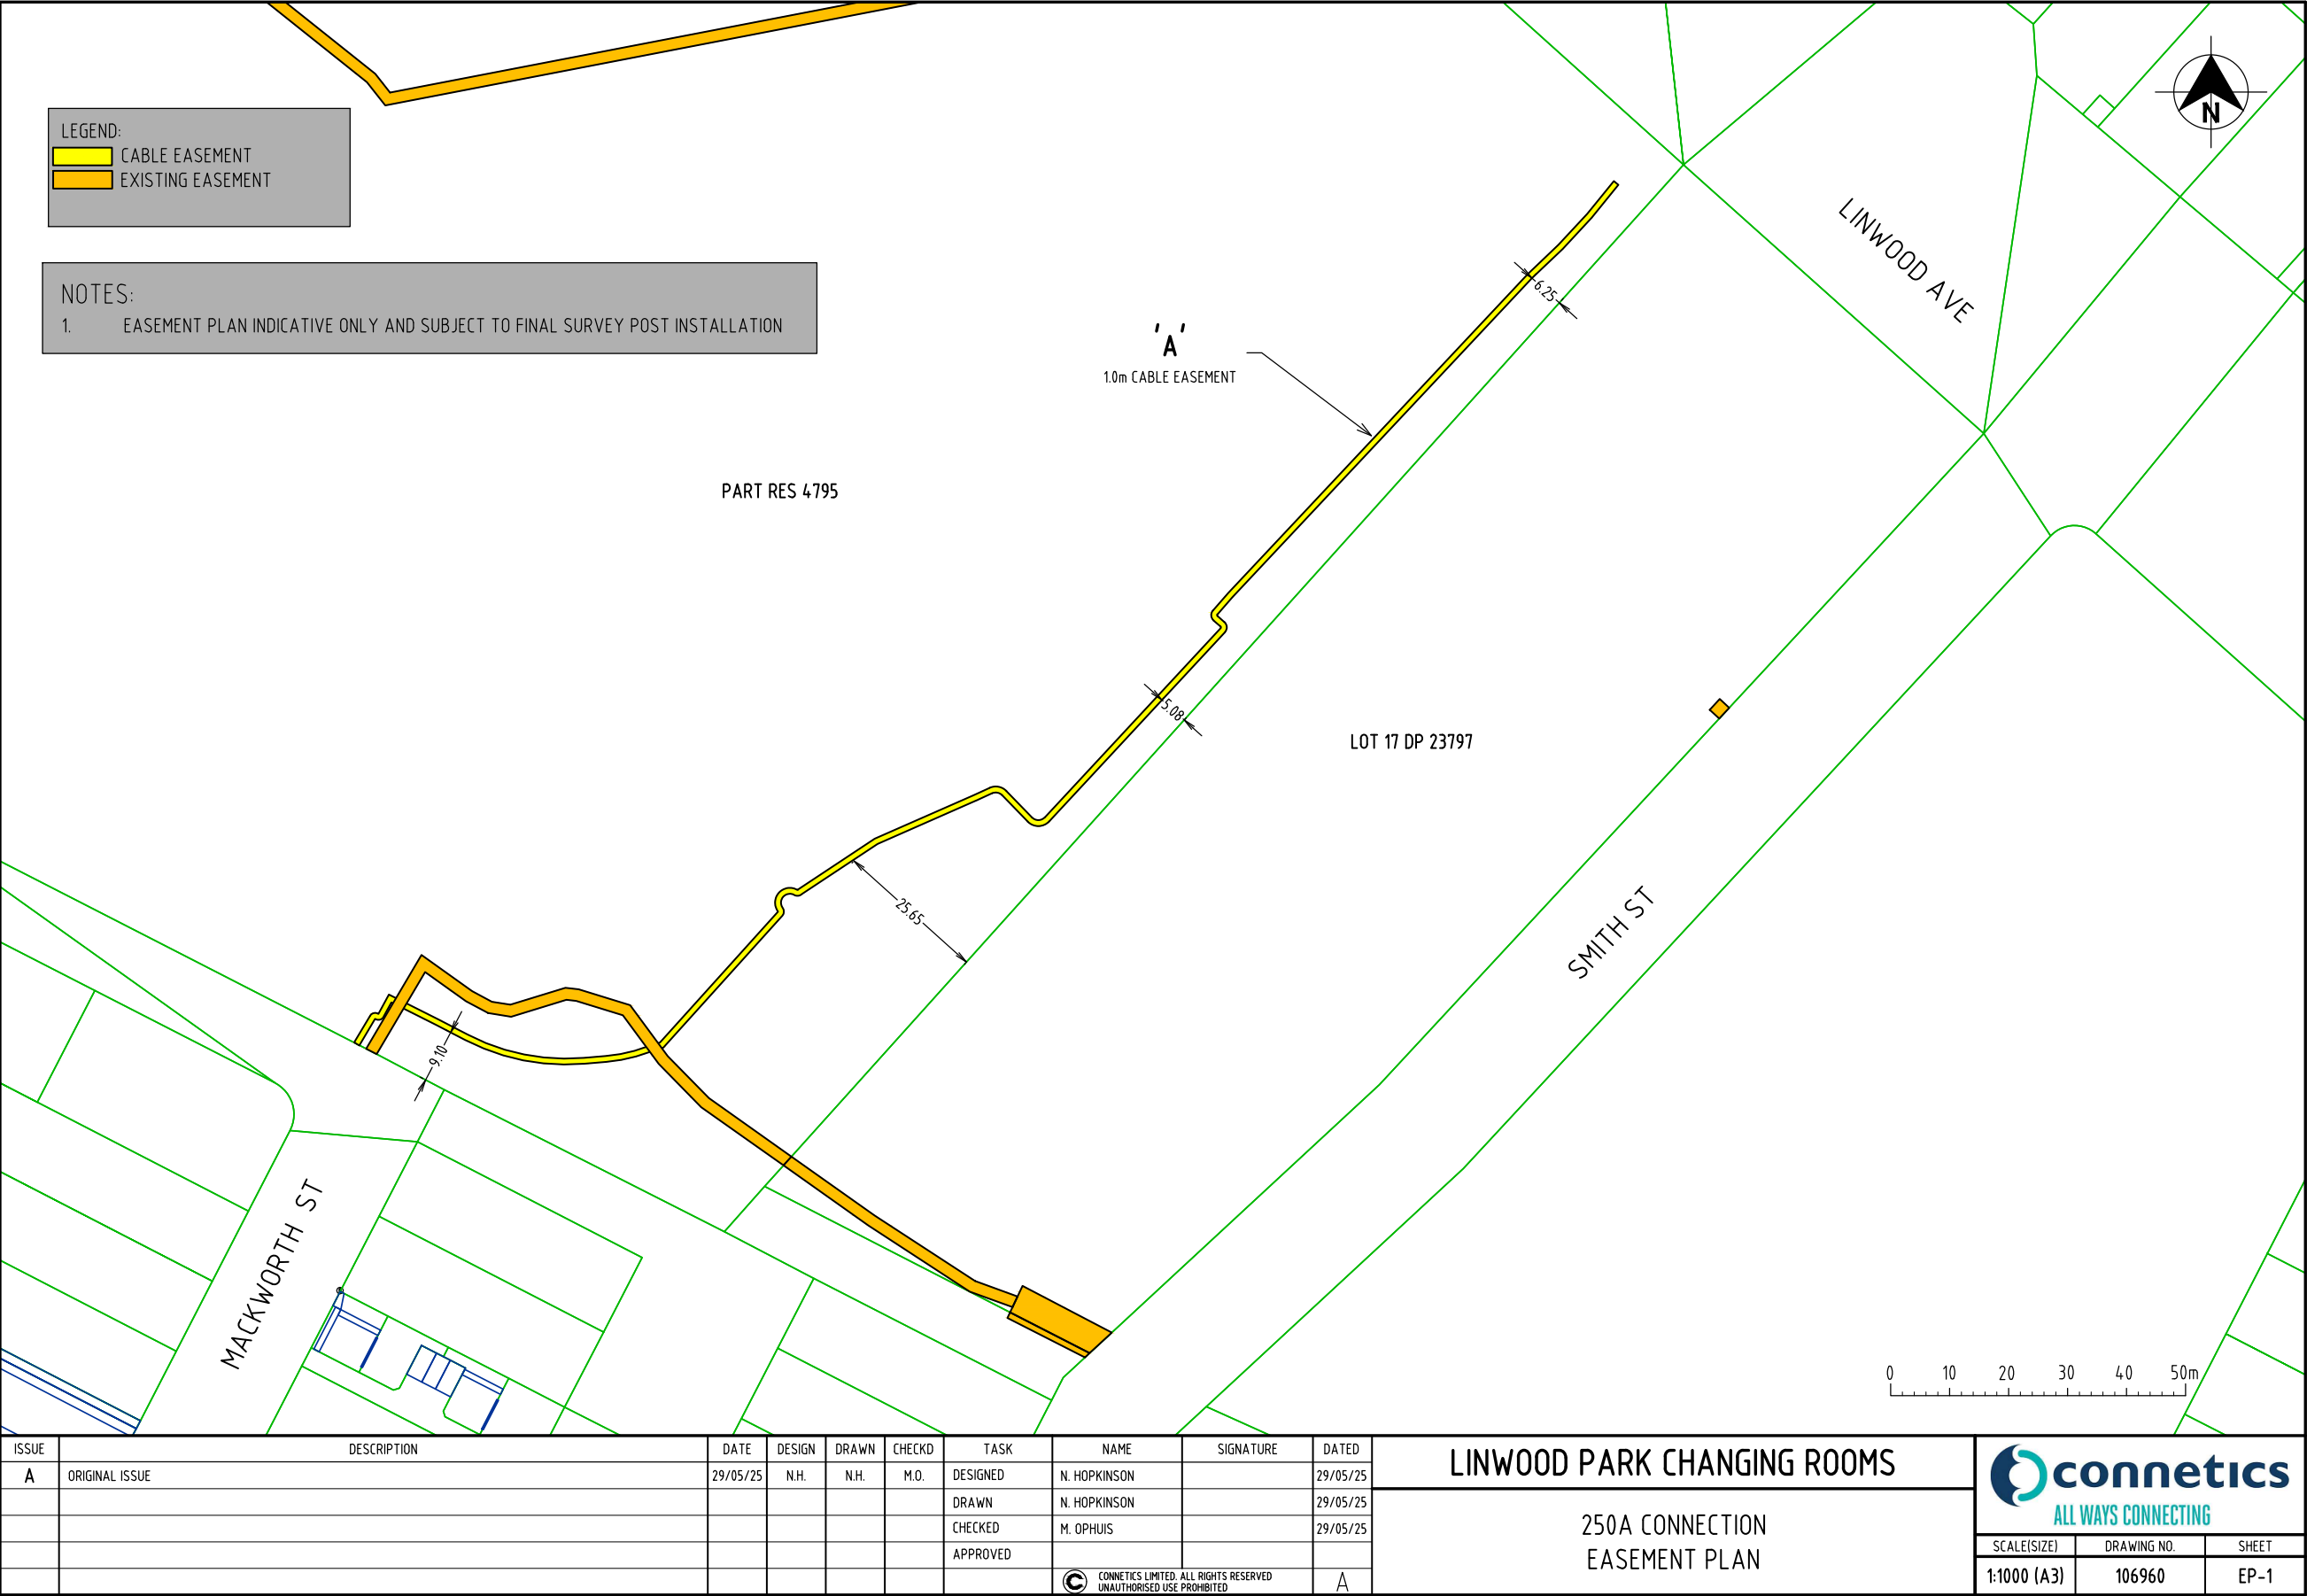 LEGEND:
CABLE EASEMENT
EXISTING EASEMENT
NOTES:
1. EASEMENT PLAN INDICATIVE ONLY AND SUBJECT TO FINAL SURVEY POST INSTALLATION
N
LINWOOD AVE
6.25
'A'
1.0m CABLE EASEMENT
PART RES 4795
5.08
LOT 17 DP 23797
25.65
SMITH ST
9.10
MACKWORTH ST
0 10 20 30 40 50m
ISSUE DESCRIPTION DATE DESIGN DRAWN CHECKD TASK NAME SIGNATURE DATED
A ORIGINAL ISSUE 29/05/25 N.H. N.H. M.O. DESIGNED N. HOPKINSON 29/05/25
DRAWN N. HOPKINSON 29/05/25
CHECKED M. OPHUIS 29/05/25
APPROVED
C CONNETICS LIMITED. ALL RIGHTS RESERVED
UNAUTHORISED USE PROHIBITED
A
LINWOOD PARK CHANGING ROOMS
250A CONNECTION
EASEMENT PLAN
connetics
ALL WAYS CONNECTING
SCALE(SIZE) DRAWING NO. SHEET
1:1000 (A3) 106960 EP-1